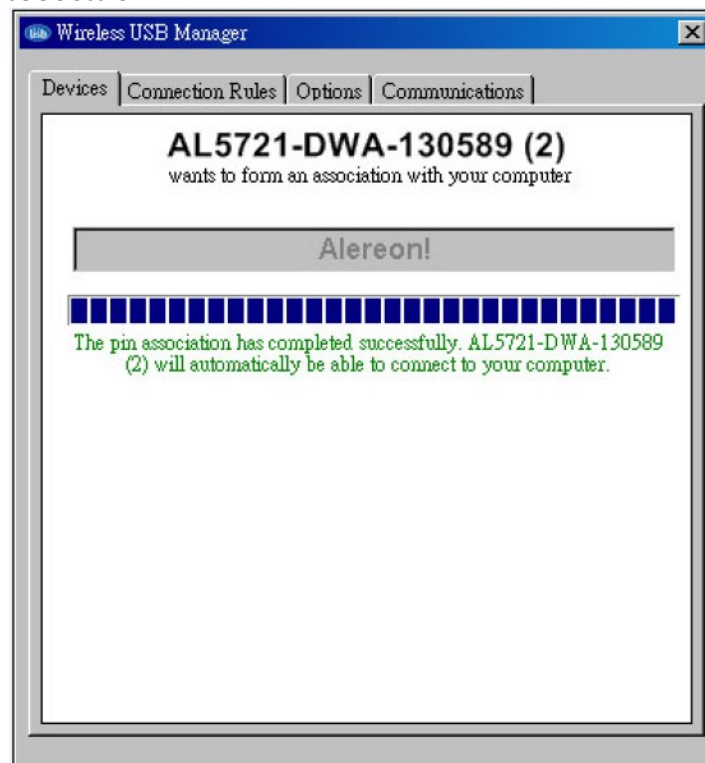 Wireless USB Manager
Devices
Connection Rules
Options
Communications
AL5721-DWA-130589 (2)
wants to form an association with your computer
Alereon!
The pin association has completed successfully. AL5721-DWA-130589
(2) will automatically be able to connect to your computer.